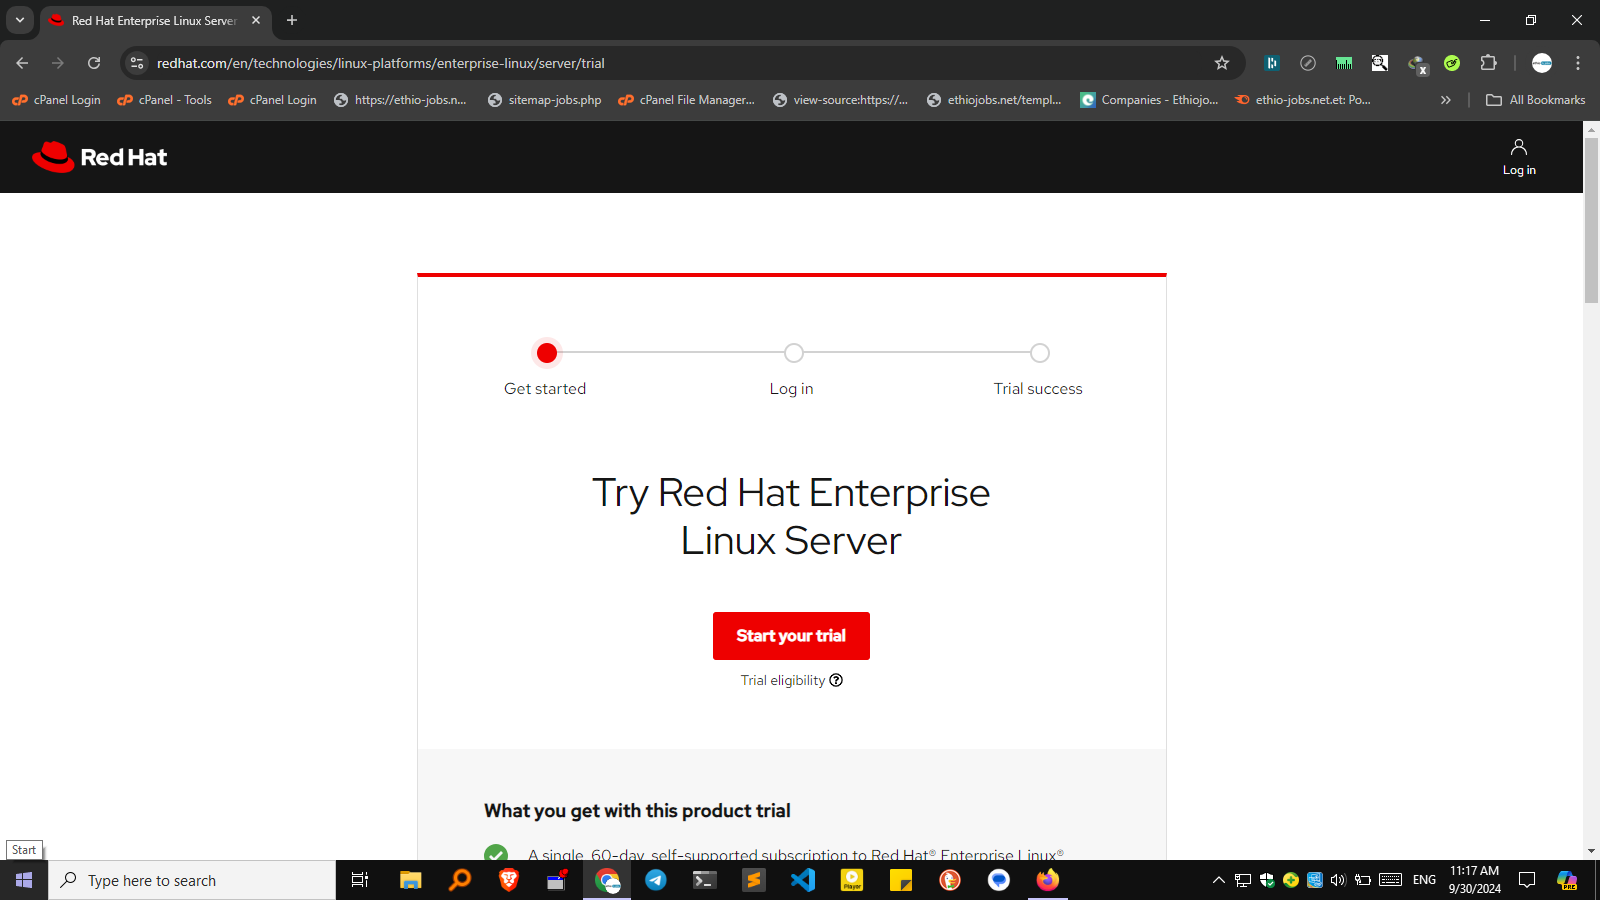 Red Hat Enterprise Linux Server
redhat.com/en/technologies/linux-platforms/enterprise-linux/server/trial
cPanel Login
cPanel - Tools
cPanel Login
https://ethio-jobs.n...
sitemap-jobs.php
cPanel File Manager...
view-source:https://...
ethiojobs.net/templ...
Companies - Ethiojo...
ethio-jobs.net.et: Po...
All Bookmarks
Red Hat
Log in
Get started
Log in
Trial success
Try Red Hat Enterprise
Linux Server
Start your trial
Trial eligibility
What you get with this product trial
A single, 60-day, self-supported subscription to Red Hat® Enterprise Linux®
Start
Type here to search
ENG
11:17 AM
9/30/2024